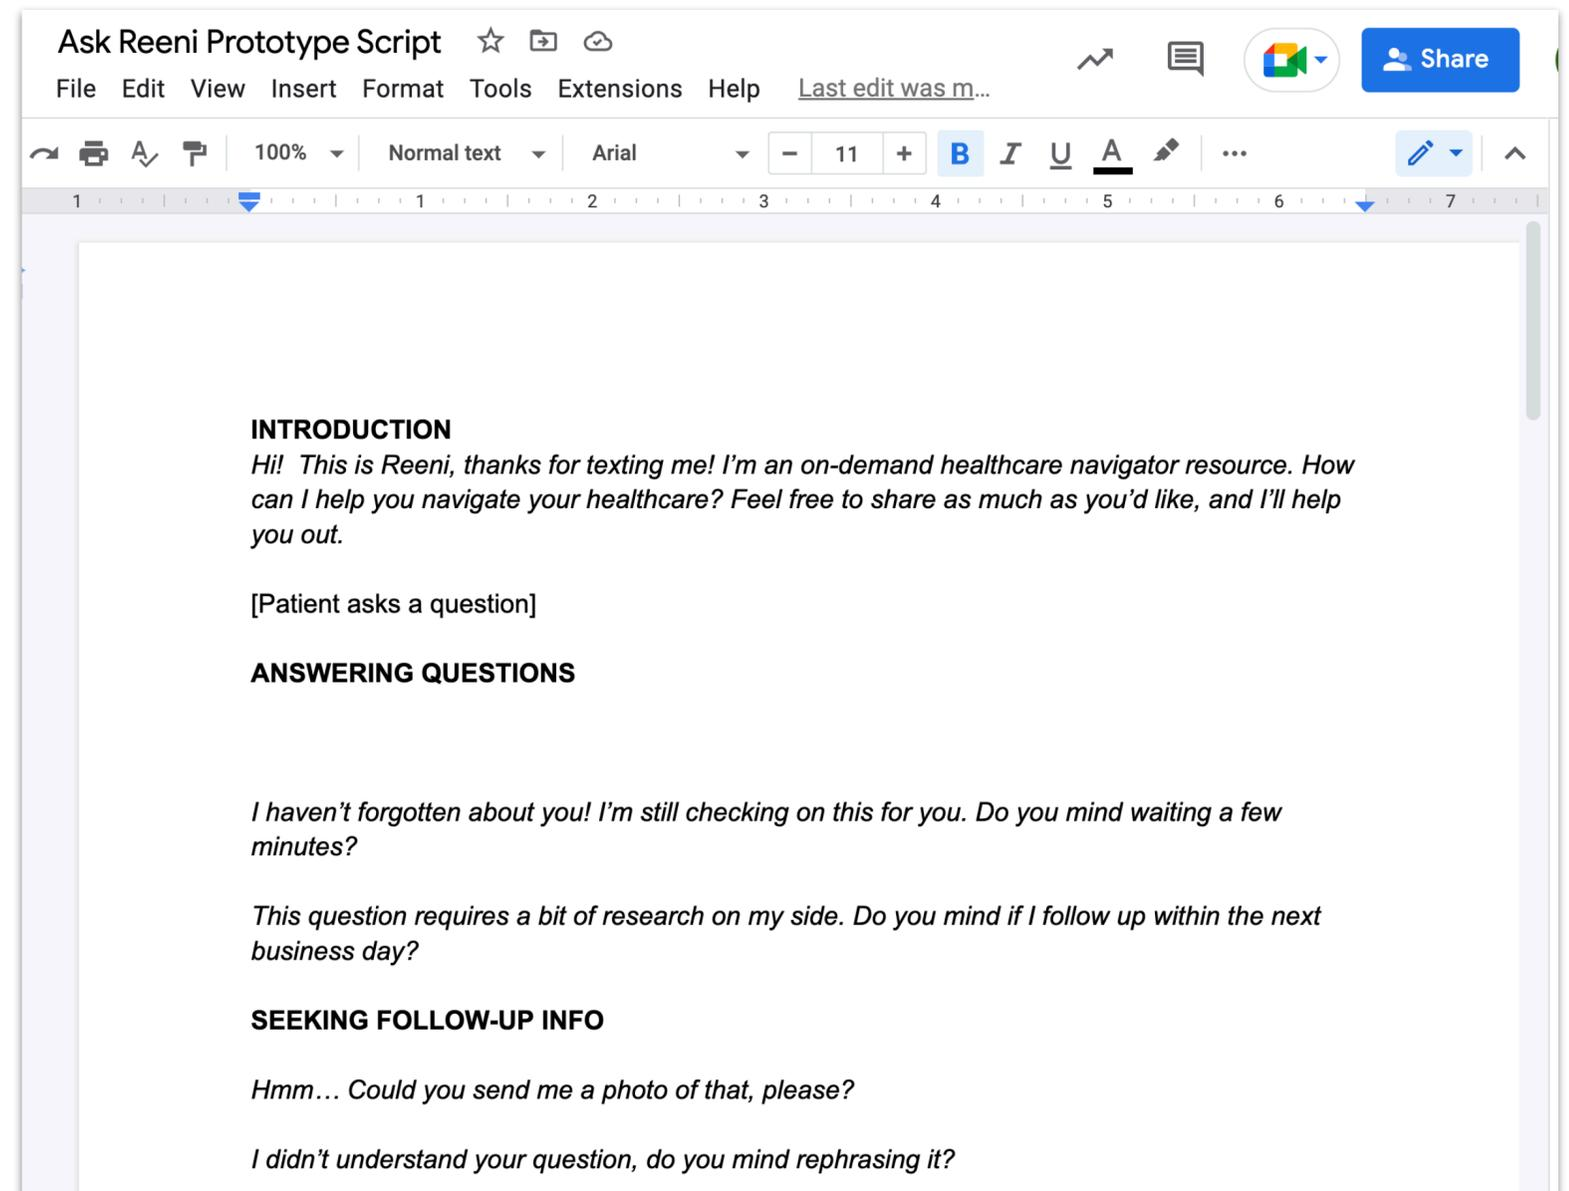 Ask Reeni Prototype Script
File Edit View Insert Format Tools Extensions Help Last edit was m...
Share
100% Normal text Arial − 11 + B I U A
1 1 2 3 4 5 6 7
INTRODUCTION
Hi!  This is Reeni, thanks for texting me! I’m an on-demand healthcare navigator resource. How
can I help you navigate your healthcare? Feel free to share as much as you’d like, and I’ll help
you out.
[Patient asks a question]
ANSWERING QUESTIONS
I haven’t forgotten about you! I’m still checking on this for you. Do you mind waiting a few
minutes?
This question requires a bit of research on my side. Do you mind if I follow up within the next
business day?
SEEKING FOLLOW-UP INFO
Hmm… Could you send me a photo of that, please?
I didn’t understand your question, do you mind rephrasing it?